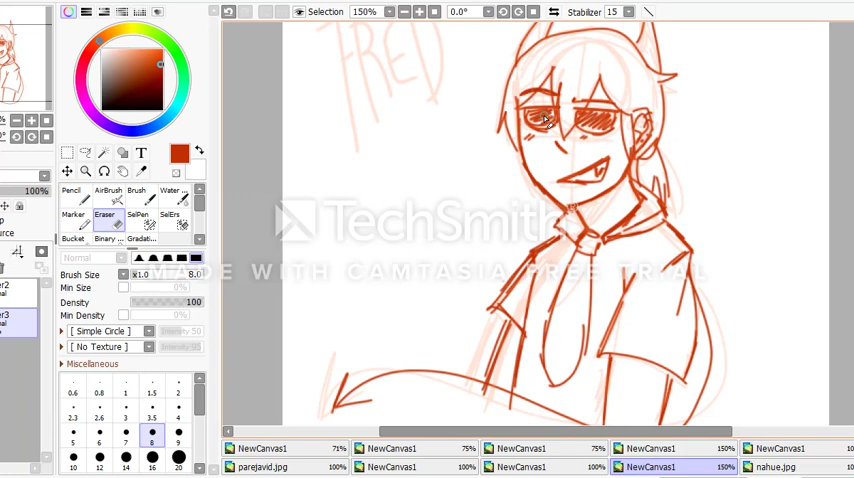 Selection 150% 0.0° Stabilizer 15
FRED
Pencil AirBrush Brush Water ...
Marker Eraser SelPen SelErs
Bucket Binary ... Gradati...
Normal 0%
Brush Size x1.0 8.0
Min Size 0%
Density 100
[ Simple Circle ] Intensity 50
[ No Texture ] Intensity 95
Miscellaneous
0.6 0.8 1 1.5 2
2.3 2.6 3 3.5 4
5 6 7 8 9
10 12 14 16 20
100%
TechSmith
MADE WITH CAMTASIA FREE TRIAL
NewCanvas1 71% NewCanvas1 75% NewCanvas1 75% NewCanvas1 150% NewCanvas1
parejavid.jpg 100% NewCanvas1 100% NewCanvas1 100% NewCanvas1 150% nahue.jpg 100